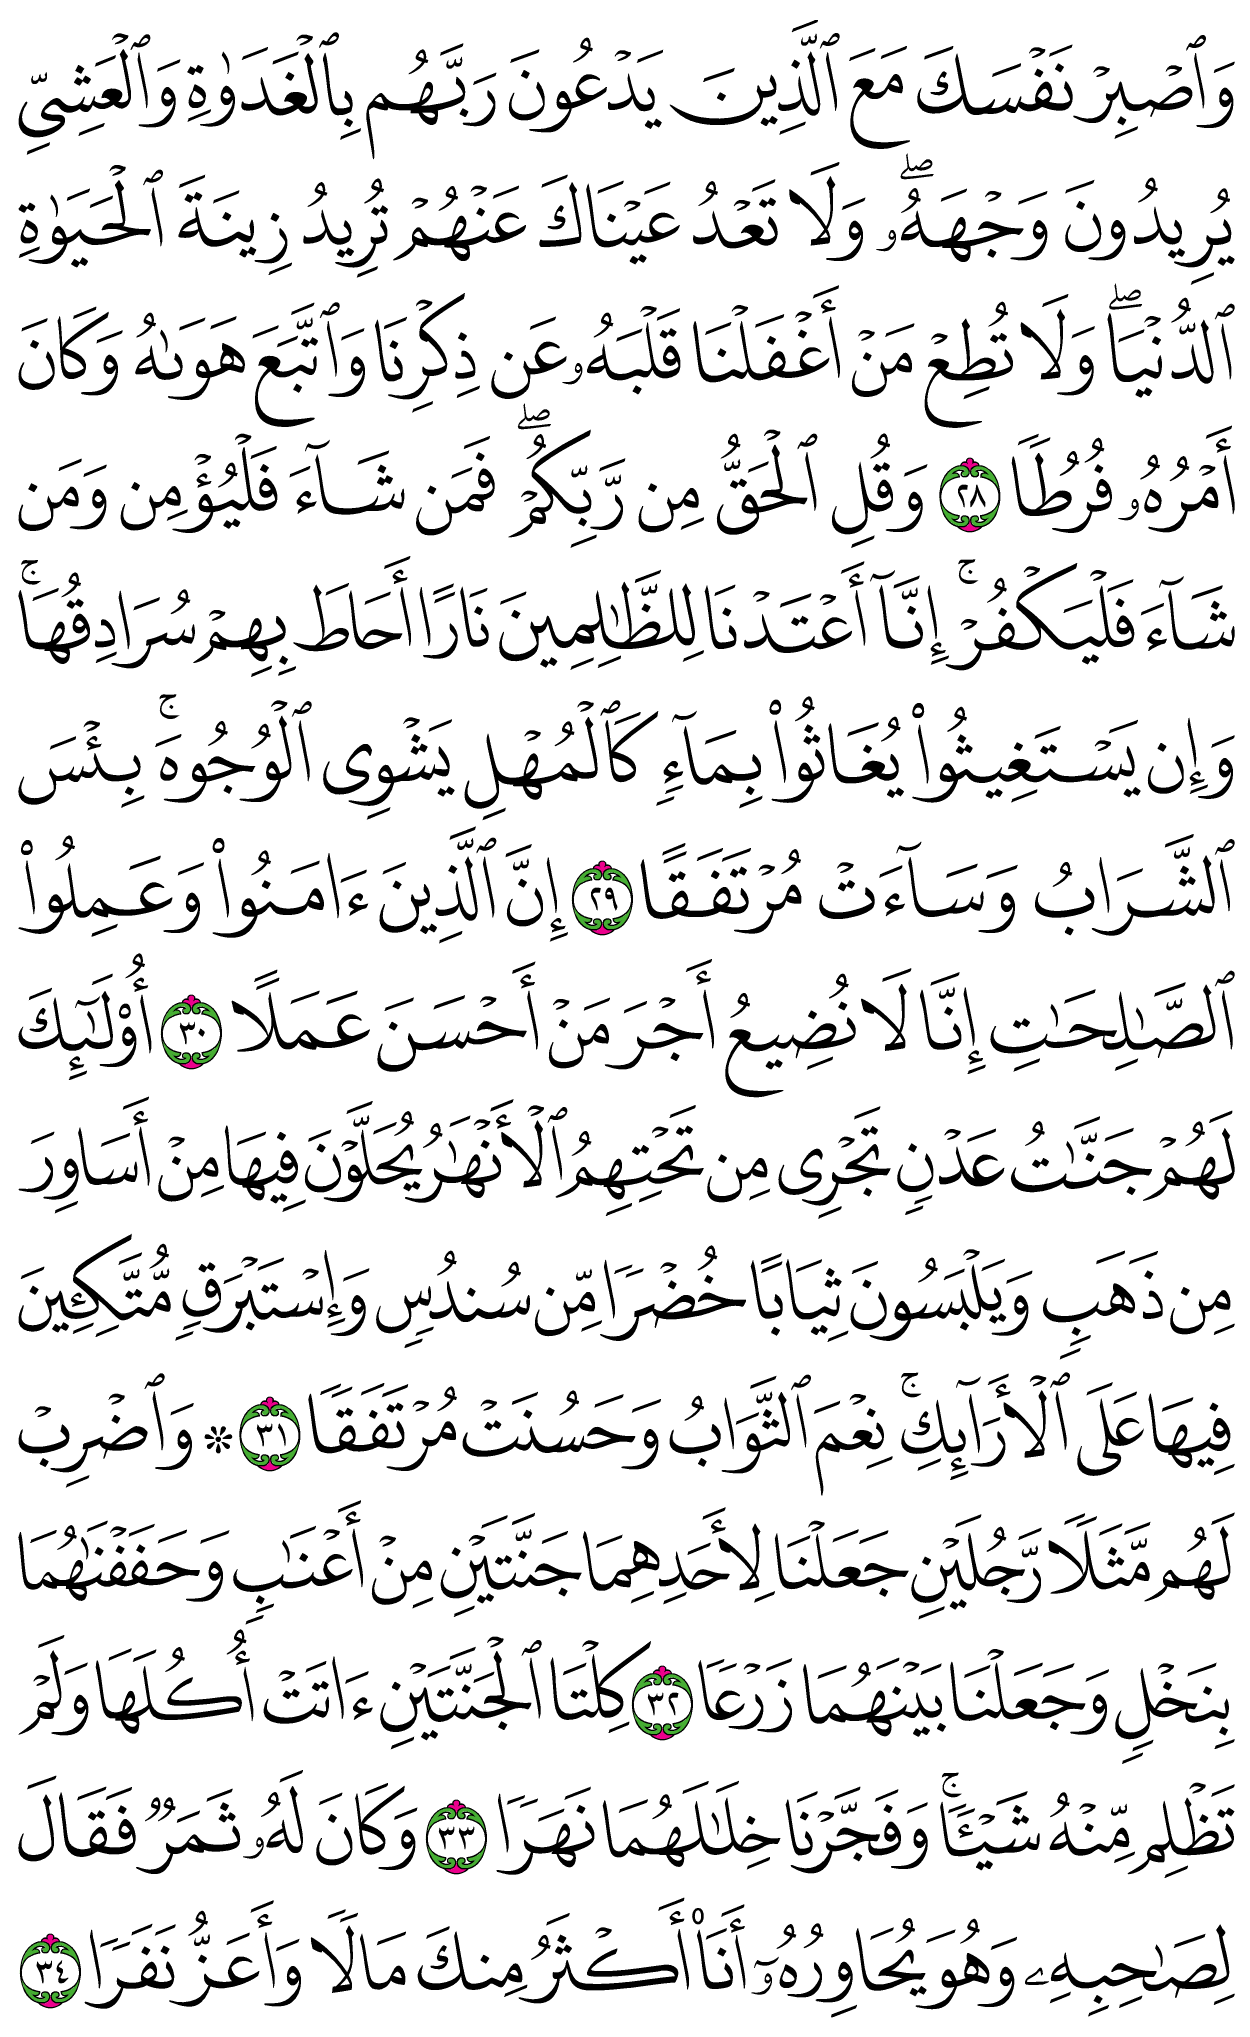 وَٱصۡبِرۡ نَفۡسَكَ مَعَ ٱلَّذِينَ يَدۡعُونَ رَبَّهُم بِٱلۡغَدَوٰةِ وَٱلۡعَشِيِّ
يُرِيدُونَ وَجۡهَهُۥۖ وَلَا تَعۡدُ عَيۡنَاكَ عَنۡهُمۡ تُرِيدُ زِينَةَ ٱلۡحَيَوٰةِ
ٱلدُّنۡيَاۖ وَلَا تُطِعۡ مَنۡ أَغۡفَلۡنَا قَلۡبَهُۥ عَن ذِكۡرِنَا وَٱتَّبَعَ هَوَىٰهُ وَكَانَ
أَمۡرُهُۥ فُرُطٗا ٢٨ وَقُلِ ٱلۡحَقُّ مِن رَّبِّكُمۡۖ فَمَن شَآءَ فَلۡيُؤۡمِن وَمَن
شَآءَ فَلۡيَكۡفُرۡۚ إِنَّآ أَعۡتَدۡنَا لِلظَّٰلِمِينَ نَارًا أَحَاطَ بِهِمۡ سُرَادِقُهَاۚ
وَإِن يَسۡتَغِيثُواْ يُغَاثُواْ بِمَآءٖ كَٱلۡمُهۡلِ يَشۡوِي ٱلۡوُجُوهَۚ بِئۡسَ
ٱلشَّرَابُ وَسَآءَتۡ مُرۡتَفَقًا ٢٩ إِنَّ ٱلَّذِينَ ءَامَنُواْ وَعَمِلُواْ
ٱلصَّٰلِحَٰتِ إِنَّا لَا نُضِيعُ أَجۡرَ مَنۡ أَحۡسَنَ عَمَلًا ٣٠ أُوْلَٰٓئِكَ
لَهُمۡ جَنَّٰتُ عَدۡنٖ تَجۡرِي مِن تَحۡتِهِمُ ٱلۡأَنۡهَٰرُ يُحَلَّوۡنَ فِيهَا مِنۡ أَسَاوِرَ
مِن ذَهَبٖ وَيَلۡبَسُونَ ثِيَابًا خُضۡرٗا مِّن سُندُسٖ وَإِسۡتَبۡرَقٖ مُّتَّكِـِٔينَ
فِيهَا عَلَى ٱلۡأَرَآئِكِۚ نِعۡمَ ٱلثَّوَابُ وَحَسُنَتۡ مُرۡتَفَقٗا ٣١ ۞ وَٱضۡرِبۡ
لَهُم مَّثَلٗا رَّجُلَيۡنِ جَعَلۡنَا لِأَحَدِهِمَا جَنَّتَيۡنِ مِنۡ أَعۡنَٰبٖ وَحَفَفۡنَٰهُمَا
بِنَخۡلٖ وَجَعَلۡنَا بَيۡنَهُمَا زَرۡعٗا ٣٢ كِلۡتَا ٱلۡجَنَّتَيۡنِ ءَاتَتۡ أُكُلَهَا وَلَمۡ
تَظۡلِم مِّنۡهُ شَيۡـٔٗاۚ وَفَجَّرۡنَا خِلَٰلَهُمَا نَهَرٗا ٣٣ وَكَانَ لَهُۥ ثَمَرٞ فَقَالَ
لِصَٰحِبِهِۦ وَهُوَ يُحَاوِرُهُۥٓ أَنَا۠ أَكۡثَرُ مِنكَ مَالٗا وَأَعَزُّ نَفَرٗا ٣٤